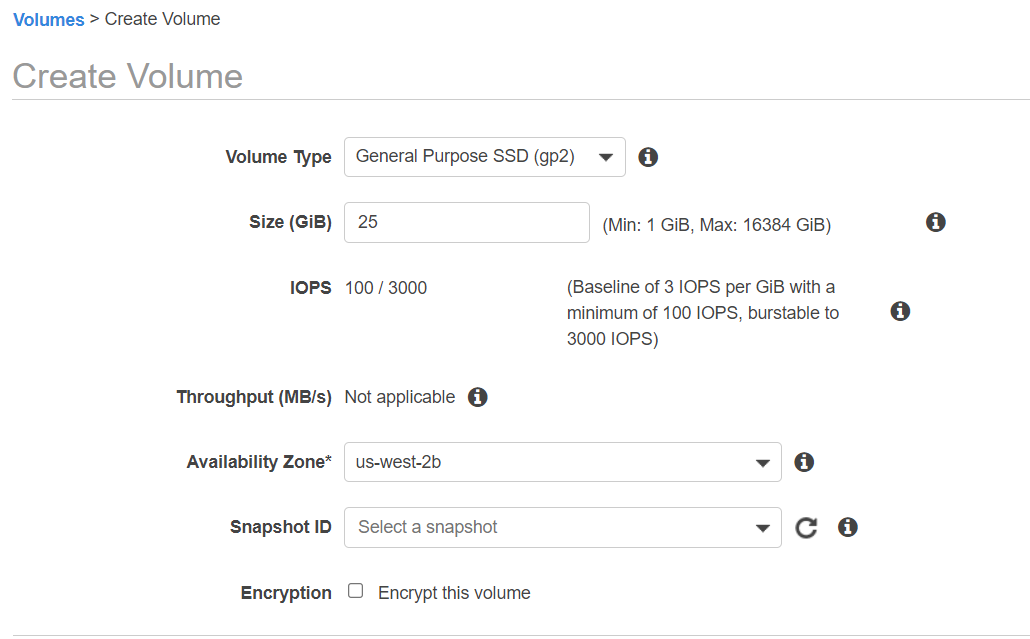 Volumes > Create Volume
Create Volume
Volume Type General Purpose SSD (gp2)
Size (GiB) 25 (Min: 1 GiB, Max: 16384 GiB)
IOPS 100 / 3000 (Baseline of 3 IOPS per GiB with a
minimum of 100 IOPS, burstable to
3000 IOPS)
Throughput (MB/s) Not applicable
Availability Zone* us-west-2b
Snapshot ID Select a snapshot
Encryption Encrypt this volume